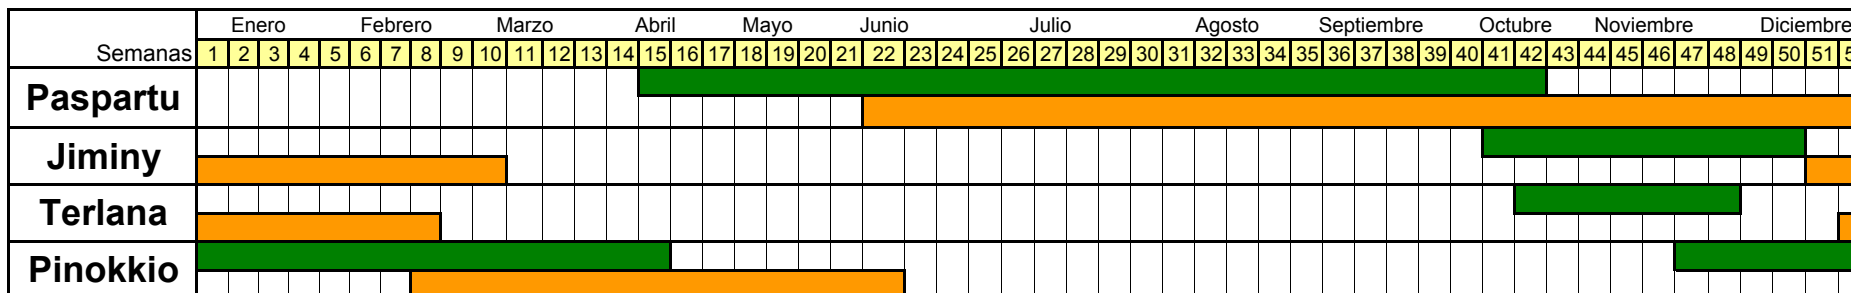 Enero Febrero Marzo Abril Mayo Junio Julio Agosto Septiembre Octubre Noviembre Diciembre
Semanas 1 2 3 4 5 6 7 8 9 10 11 12 13 14 15 16 17 18 19 20 21 22 23 24 25 26 27 28 29 30 31 32 33 34 35 36 37 38 39 40 41 42 43 44 45 46 47 48 49 50 51
Paspartu
Jiminy
Terlana
Pinokkio